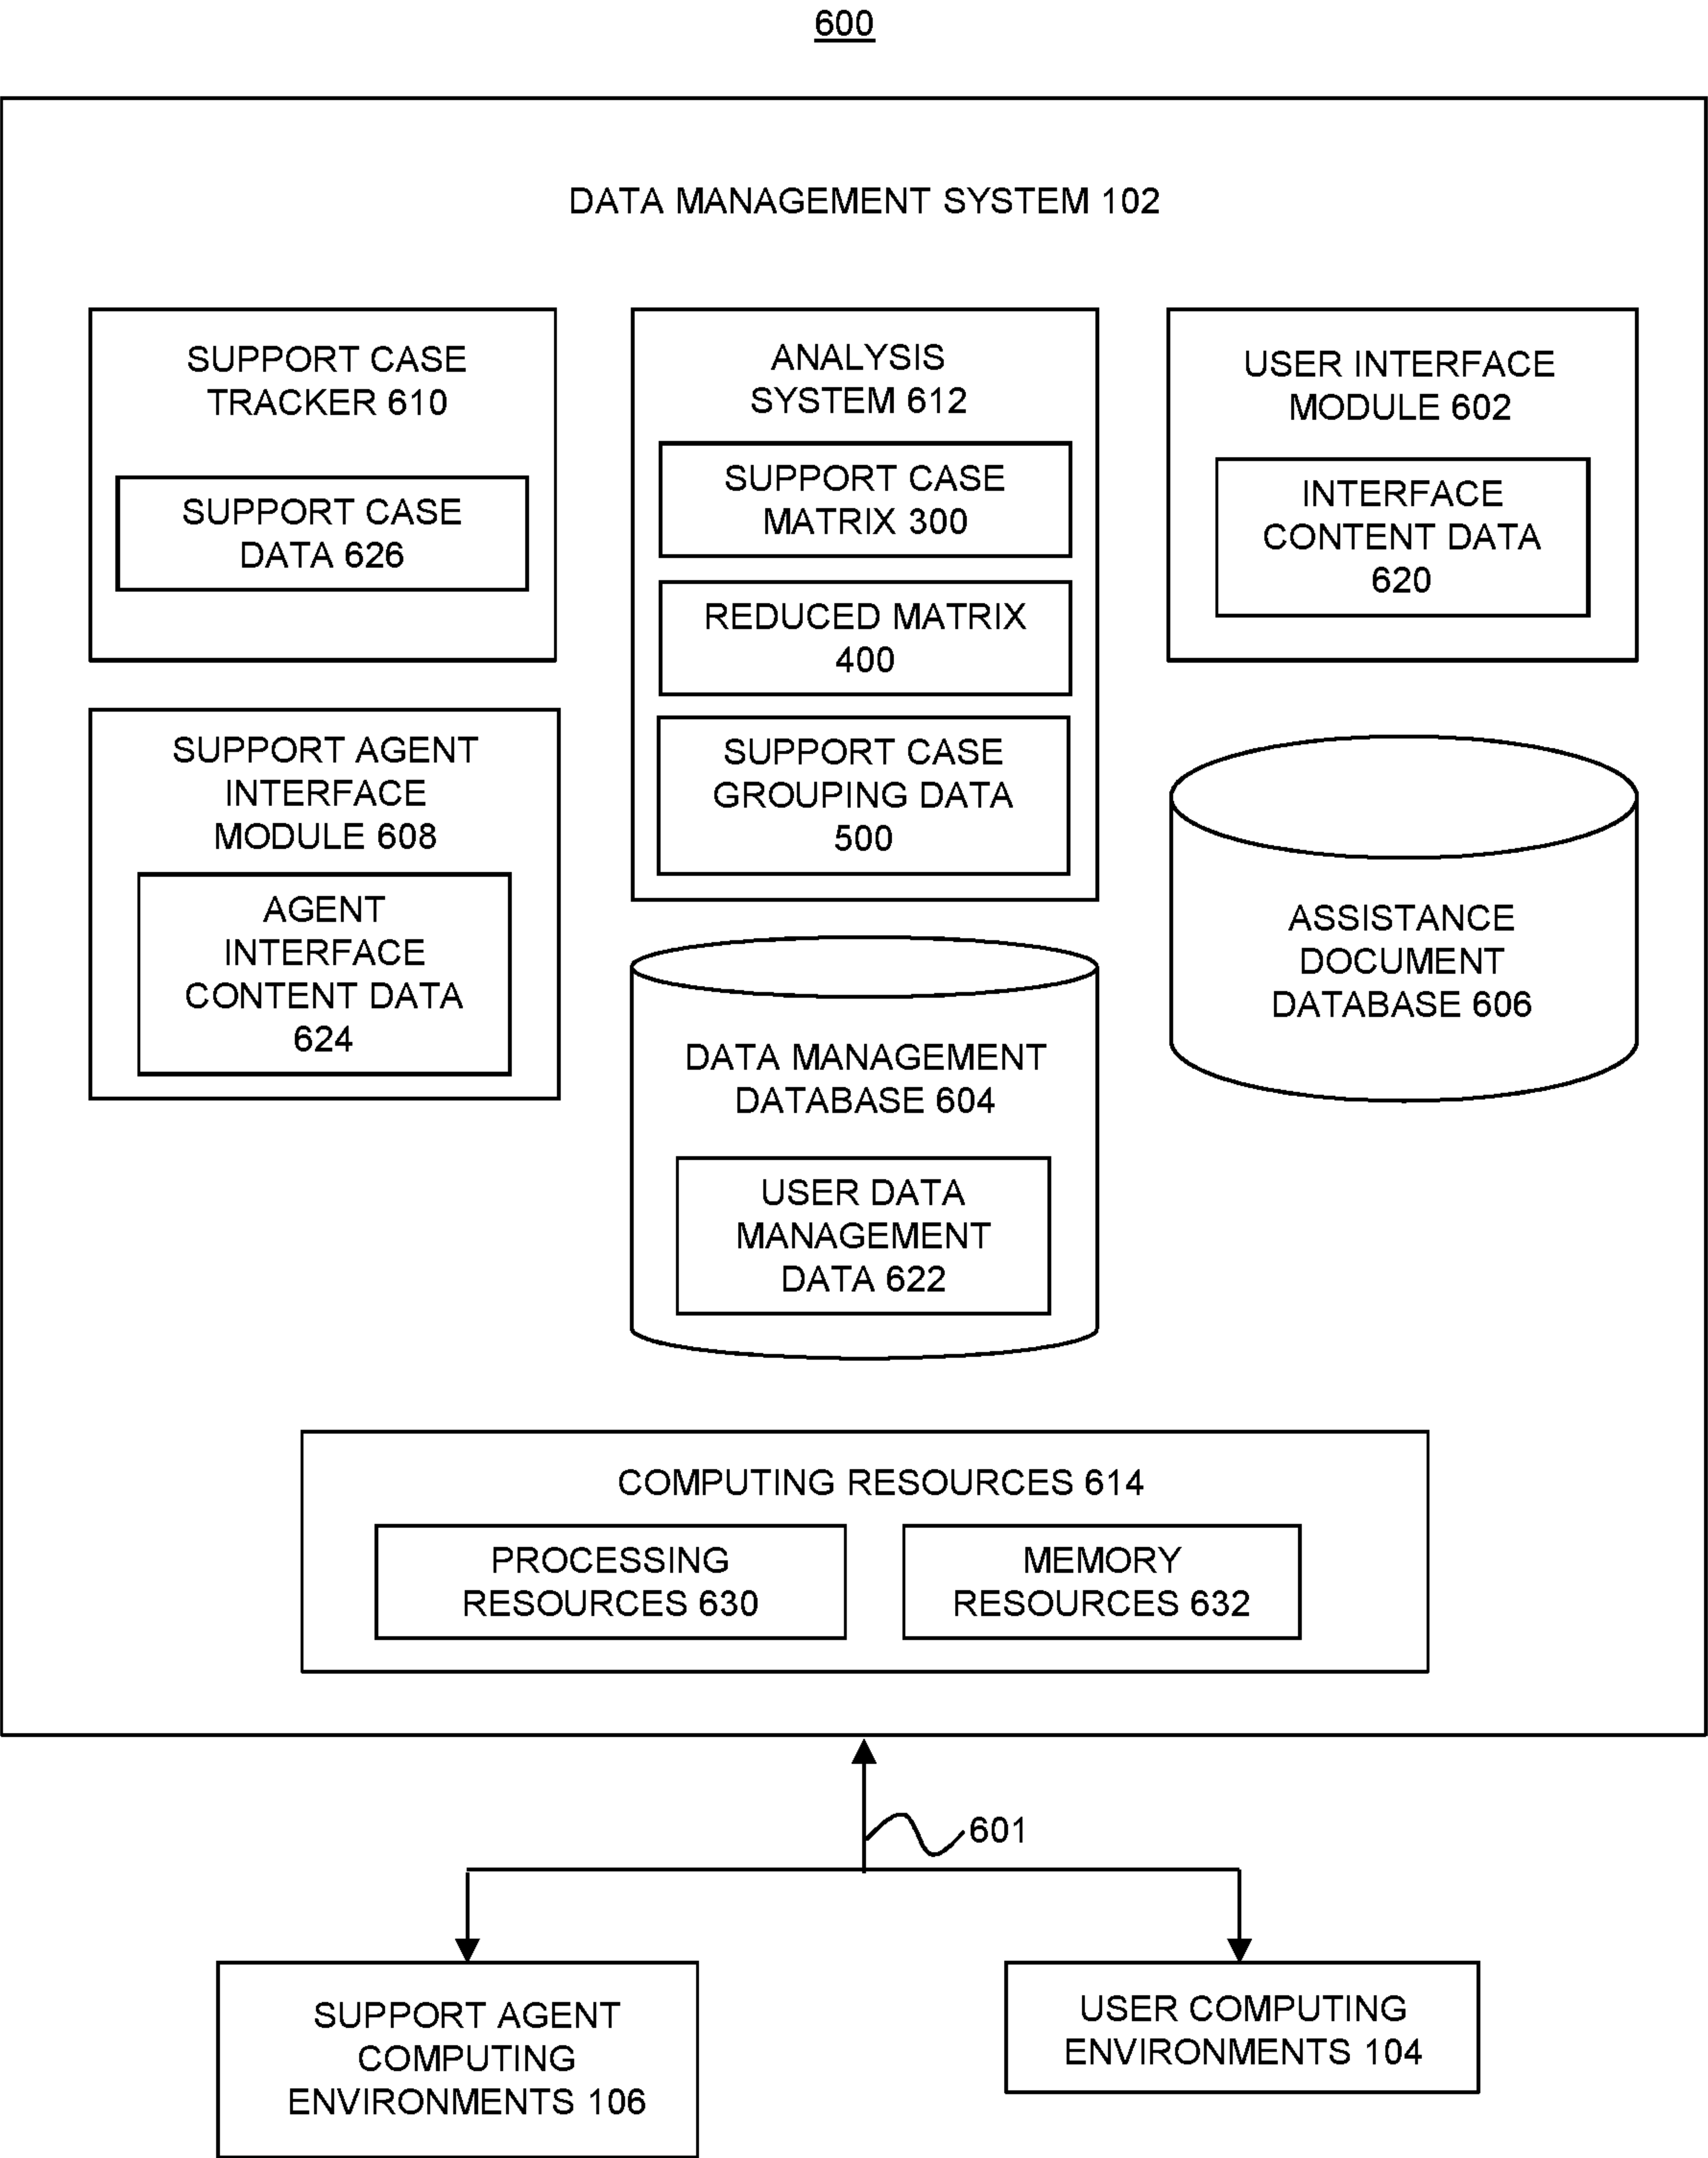 600
DATA MANAGEMENT SYSTEM 102
SUPPORT CASE
TRACKER 610
SUPPORT CASE
DATA 626
ANALYSIS
SYSTEM 612
SUPPORT CASE
MATRIX 300
REDUCED MATRIX
400
SUPPORT CASE
GROUPING DATA
500
USER INTERFACE
MODULE 602
INTERFACE
CONTENT DATA
620
SUPPORT AGENT
INTERFACE
MODULE 608
AGENT
INTERFACE
CONTENT DATA
624
DATA MANAGEMENT
DATABASE 604
USER DATA
MANAGEMENT
DATA 622
ASSISTANCE
DOCUMENT
DATABASE 606
COMPUTING RESOURCES 614
PROCESSING
RESOURCES 630
MEMORY
RESOURCES 632
601
SUPPORT AGENT
COMPUTING
ENVIRONMENTS 106
USER COMPUTING
ENVIRONMENTS 104